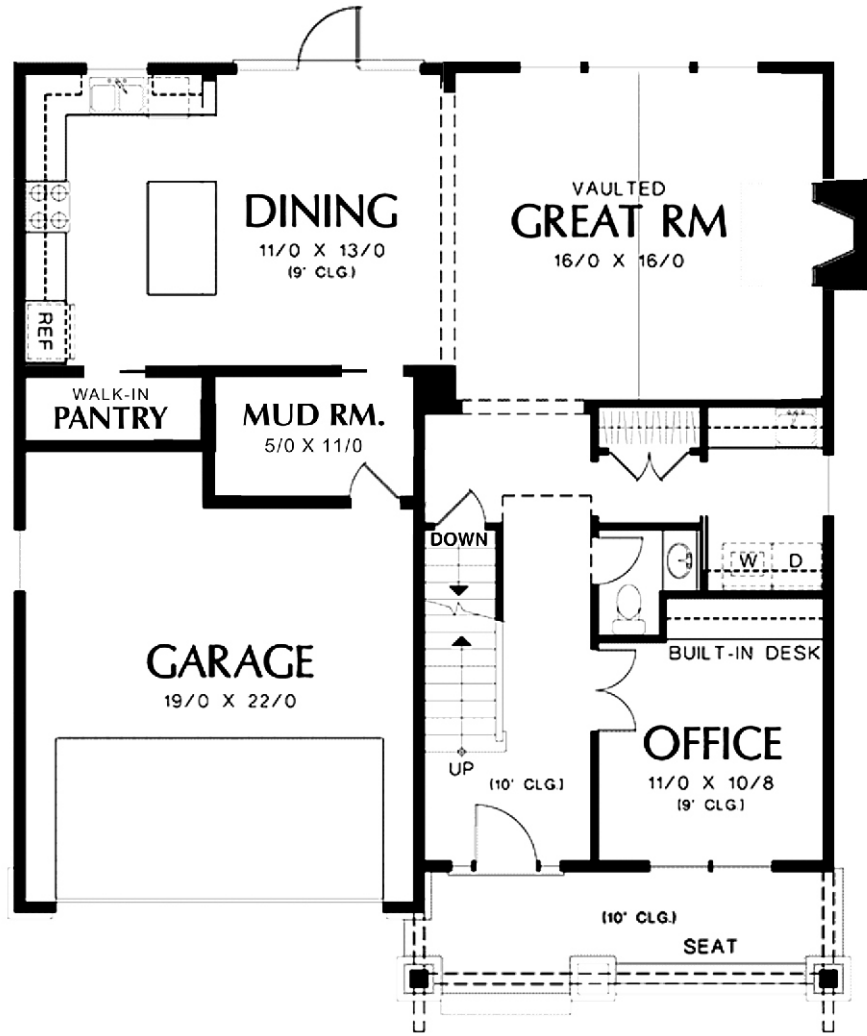 DINING
11/0 X 13/0
(9' CLG.)
VAULTED
GREAT RM
16/0 X 16/0
REF
WALK-IN
PANTRY
MUD RM.
5/0 X 11/0
DOWN
W
D
GARAGE
19/0 X 22/0
BUILT-IN DESK
OFFICE
11/0 X 10/8
(9' CLG.)
UP
(10' CLG.)
(10' CLG.)
SEAT